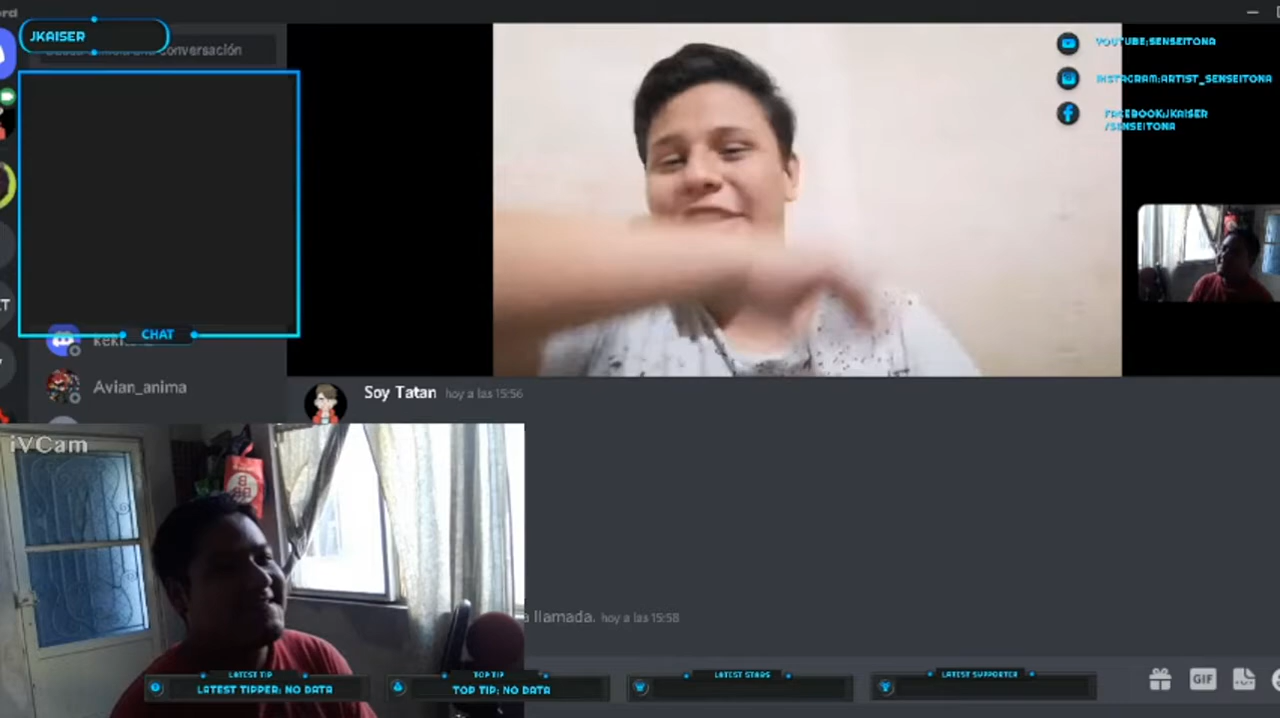 JKAISER
conversación
YOUTUBE:SENSEITONA
INSTAGRAM:ARTIST_SENSEITONA
FACEBOOK:JKAISER
/SENSEITONA
CHAT
Avian_anima
Soy Tatan hoy a las 15:56
iVCam
llamada. hoy a las 15:58
LATEST TIP
LATEST TIPPER: NO DATA
TOP TIP
TOP TIP: NO DATA
LATEST STARS
LATEST SUPPORTER
GIF